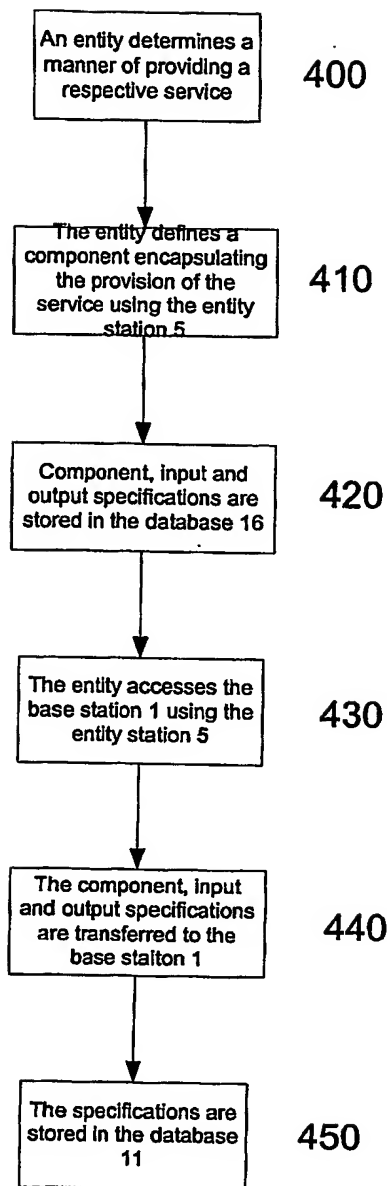 An entity determines a
manner of providing a
respective service
400
The entity defines a
component encapsulating
the provision of the
service using the entity
station 5
410
Component, input and
output specifications are
stored in the database 16
420
The entity accesses the
base station 1 using the
entity station 5
430
The component, input
and output specifications
are transferred to the
base staiton 1
440
The specifications are
stored in the database
11
450